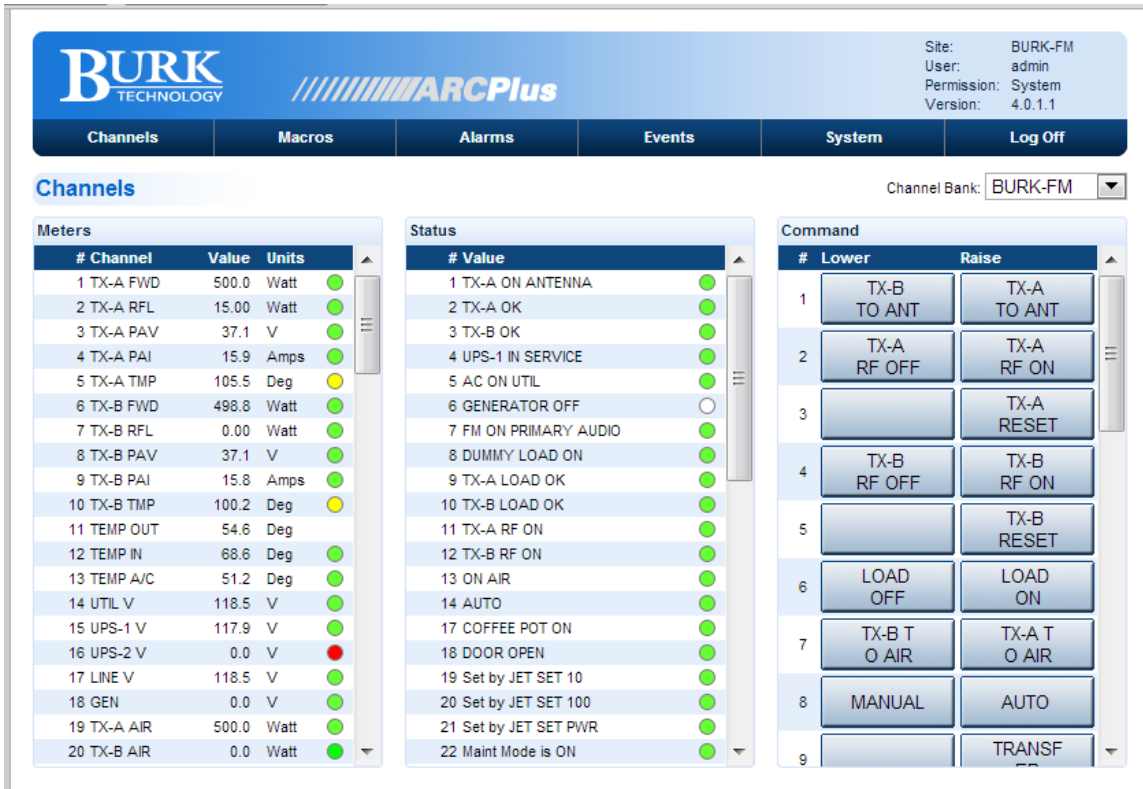 BURK
TECHNOLOGY
ARCPlus
Site: BURK-FM
User: admin
Permission: System
Version: 4.0.1.1
Channels Macros Alarms Events System Log Off
Channels
Channel Bank: BURK-FM
Meters
# Channel Value Units
1 TX-A FWD 500.0 Watt
2 TX-A RFL 15.00 Watt
3 TX-A PAV 37.1 V
4 TX-A PAI 15.9 Amps
5 TX-A TMP 105.5 Deg
6 TX-B FWD 498.8 Watt
7 TX-B RFL 0.00 Watt
8 TX-B PAV 37.1 V
9 TX-B PAI 15.8 Amps
10 TX-B TMP 100.2 Deg
11 TEMP OUT 54.6 Deg
12 TEMP IN 68.6 Deg
13 TEMP A/C 51.2 Deg
14 UTIL V 118.5 V
15 UPS-1 V 117.9 V
16 UPS-2 V 0.0 V
17 LINE V 118.5 V
18 GEN 0.0 V
19 TX-A AIR 500.0 Watt
20 TX-B AIR 0.0 Watt
Status
# Value
1 TX-A ON ANTENNA
2 TX-A OK
3 TX-B OK
4 UPS-1 IN SERVICE
5 AC ON UTIL
6 GENERATOR OFF
7 FM ON PRIMARY AUDIO
8 DUMMY LOAD ON
9 TX-A LOAD OK
10 TX-B LOAD OK
11 TX-A RF ON
12 TX-B RF ON
13 ON AIR
14 AUTO
17 COFFEE POT ON
18 DOOR OPEN
19 Set by JET SET 10
20 Set by JET SET 100
21 Set by JET SET PWR
22 Maint Mode is ON
Command
# Lower Raise
1
TX-B
TO ANT
TX-A
TO ANT
2
TX-A
RF OFF
TX-A
RF ON
3
TX-A
RESET
4
TX-B
RF OFF
TX-B
RF ON
5
TX-B
RESET
6
LOAD
OFF
LOAD
ON
7
TX-B T
O AIR
TX-A T
O AIR
8
MANUAL
AUTO
9
TRANSF